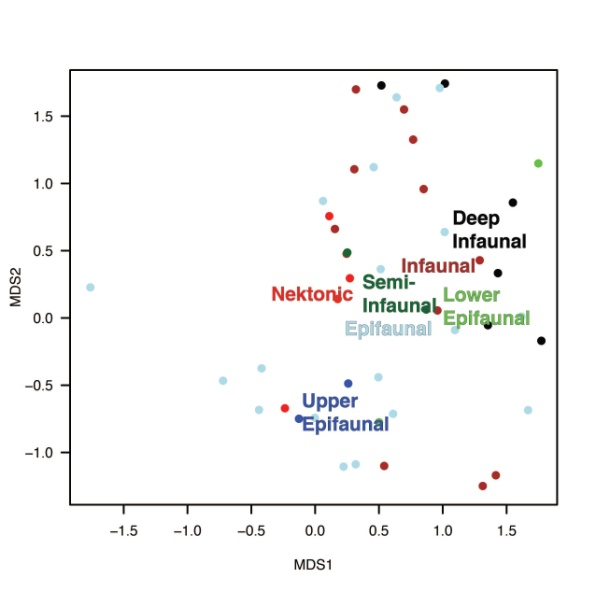 1.5
1.0
0.5
0.0
−0.5
−1.0
MDS2
Deep
Infaunal
Infaunal
Semi-
Infaunal
Nektonic
Lower
Epifaunal
Epifaunal
Upper
Epifaunal
−1.5
−1.0
−0.5
0.0
0.5
1.0
1.5
MDS1